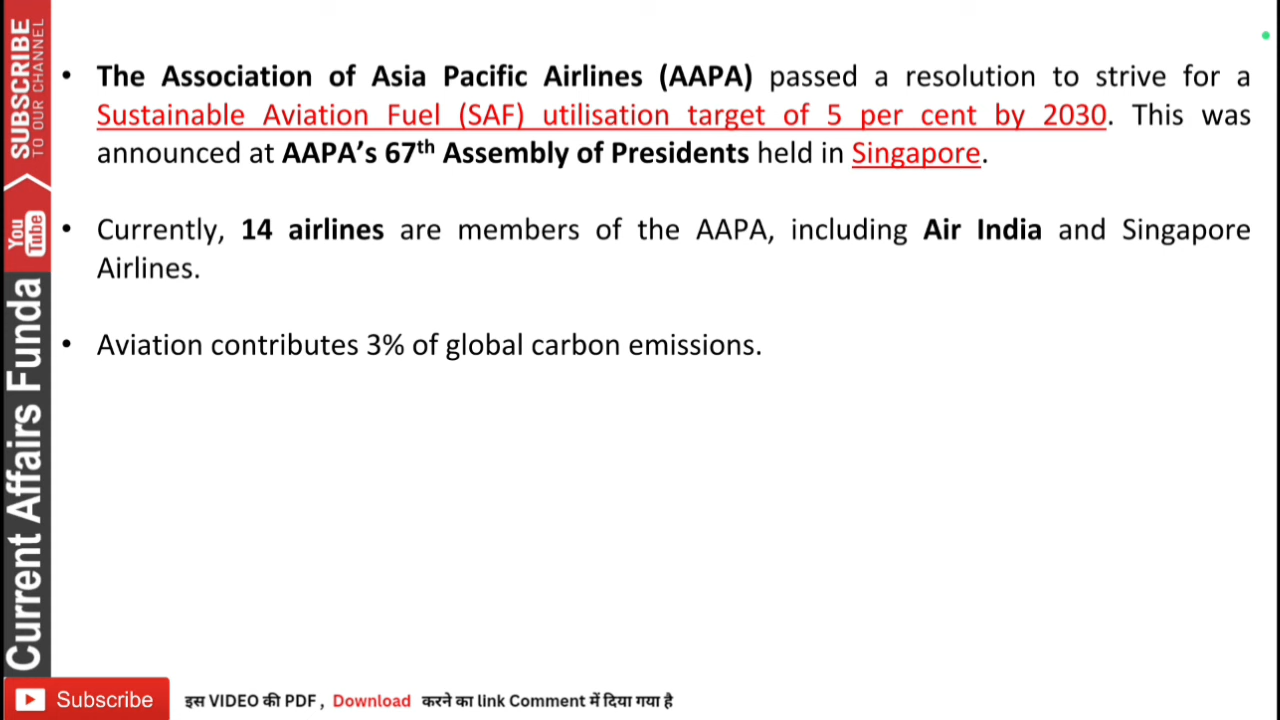 • The Association of Asia Pacific Airlines (AAPA) passed a resolution to strive for a
Sustainable Aviation Fuel (SAF) utilisation target of 5 per cent by 2030. This was
announced at AAPA’s 67th Assembly of Presidents held in Singapore.
• Currently, 14 airlines are members of the AAPA, including Air India and Singapore
Airlines.
• Aviation contributes 3% of global carbon emissions.
SUBSCRIBE
TO OUR CHANNEL
You
Tube
Current Affairs Funda
Subscribe
इस VIDEO की PDF , Download करने का link Comment में दिया गया है